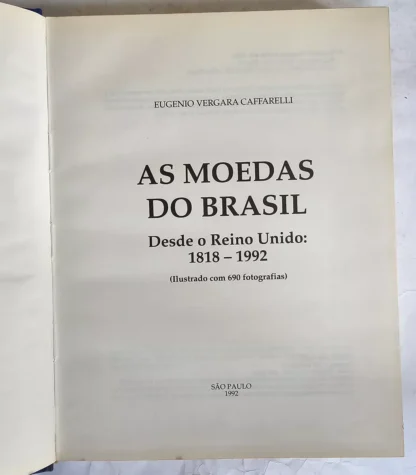 EUGENIO VERGARA CAFFARELLI
AS MOEDAS
DO BRASIL
Desde o Reino Unido:
1818 – 1992
(Ilustrado com 690 fotografias)
SÃO PAULO
1992